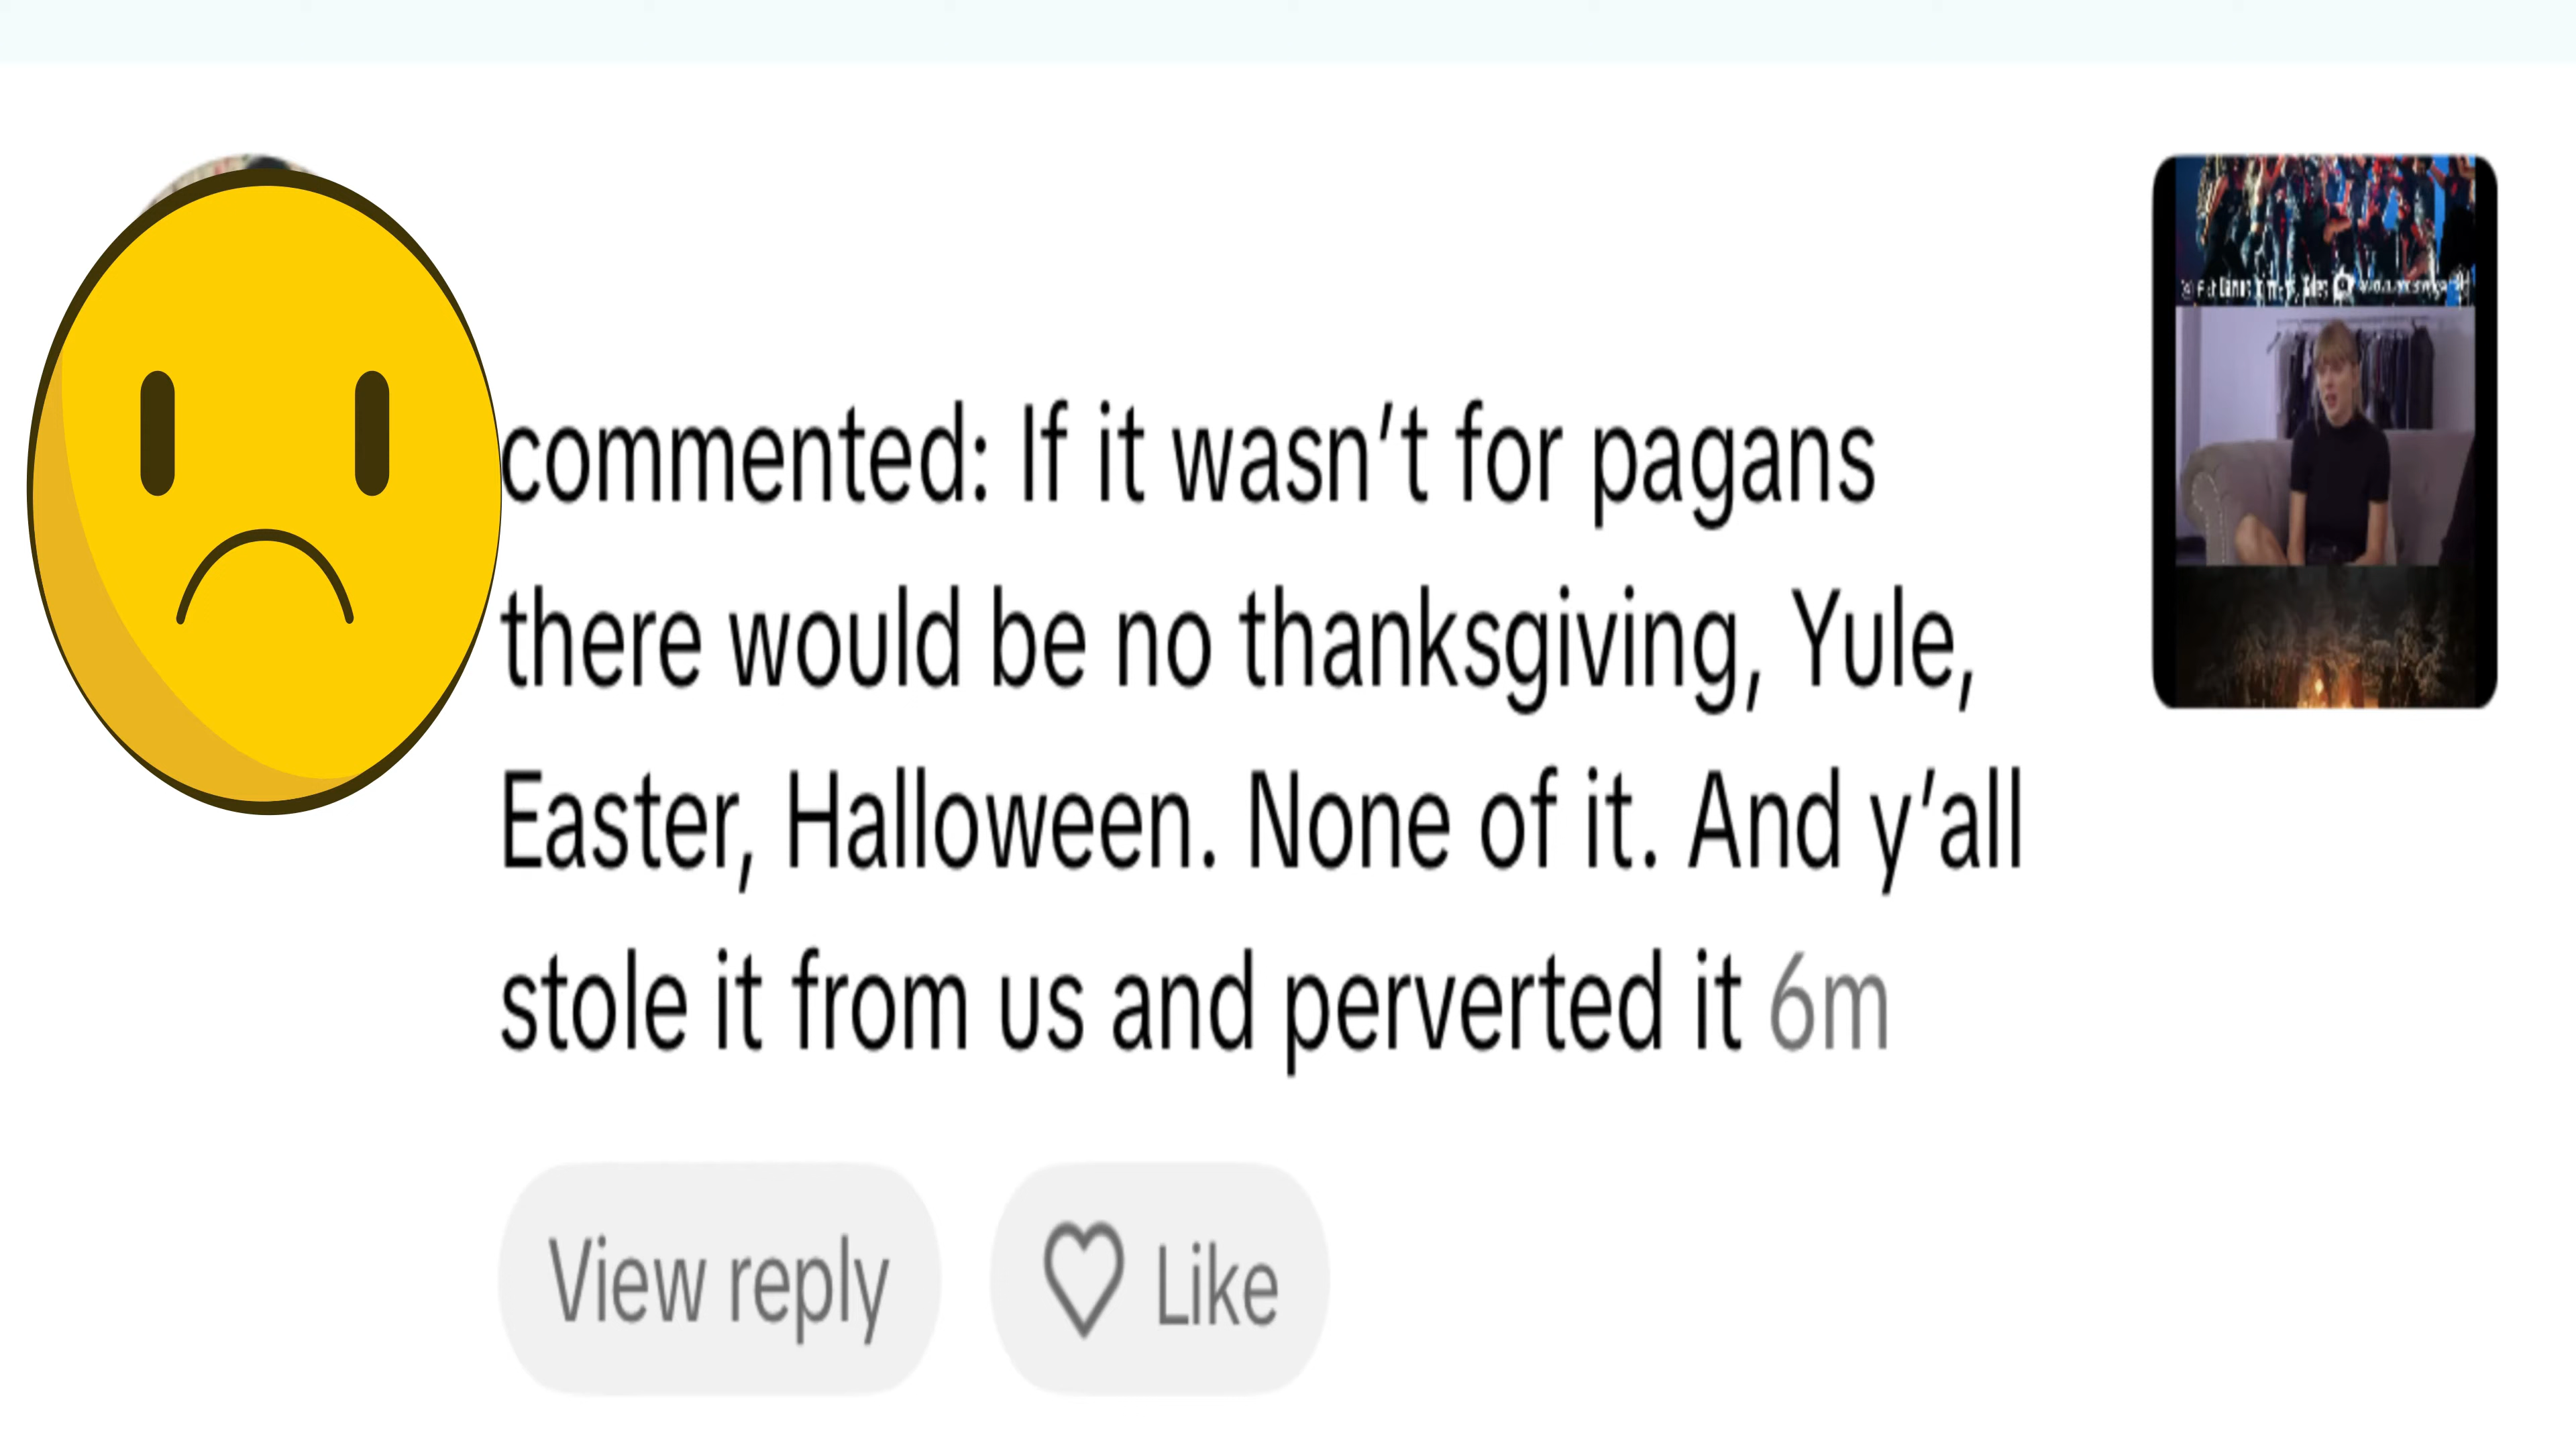 commented: If it wasn’t for pagans
there would be no thanksgiving, Yule,
Easter, Halloween. None of it. And y’all
stole it from us and perverted it 6m
View reply
Like